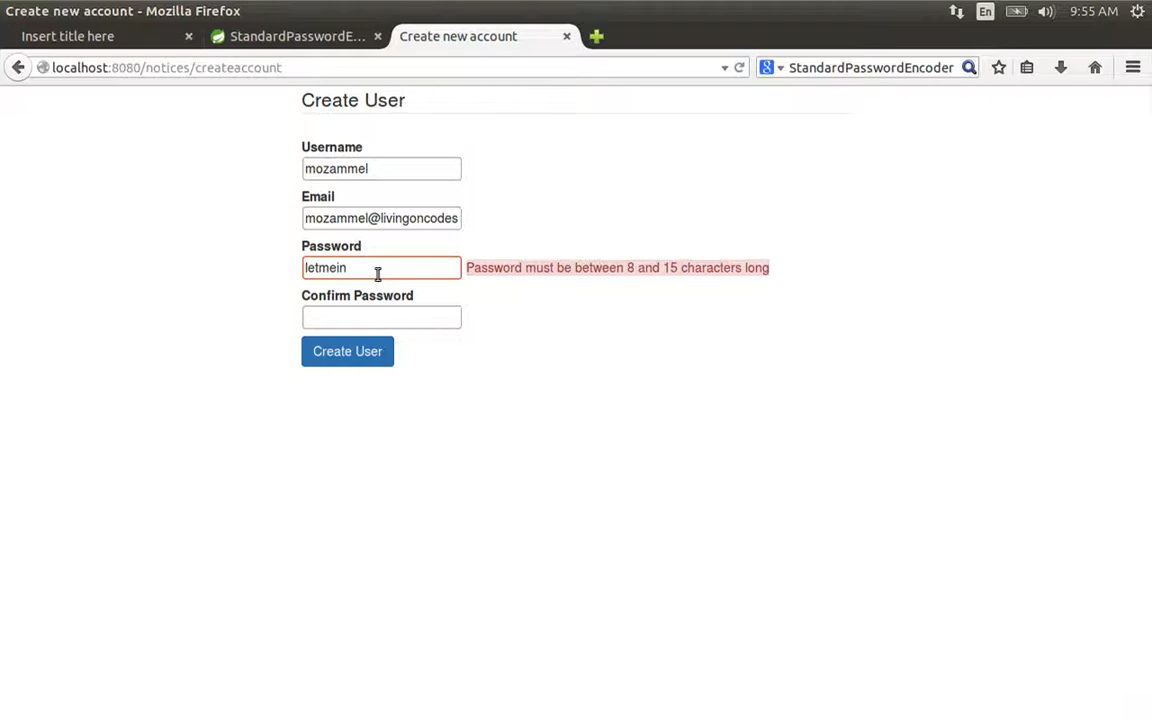 Create new account - Mozilla Firefox
En
9:55 AM
Insert title here
StandardPasswordE...
Create new account
localhost:8080/notices/createaccount
StandardPasswordEncoder
Create User
Username
mozammel
Email
mozammel@livingoncodes
Password
letmein
Password must be between 8 and 15 characters long
Confirm Password
Create User